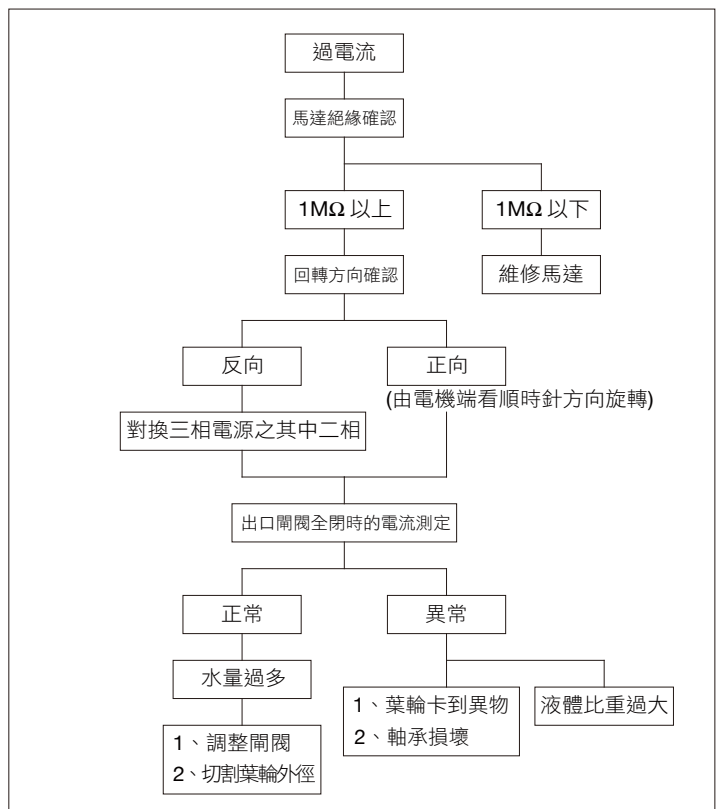 過電流
馬達絕緣確認
1MΩ 以上
1MΩ 以下
回轉方向確認
維修馬達
反向
正向
(由電機端看順時針方向旋轉)
對換三相電源之其中二相
出口閘閥全閉時的電流測定
正常
異常
水量過多
1、葉輪卡到異物
2、軸承損壞
液體比重過大
1、調整閘閥
2、切割葉輪外徑